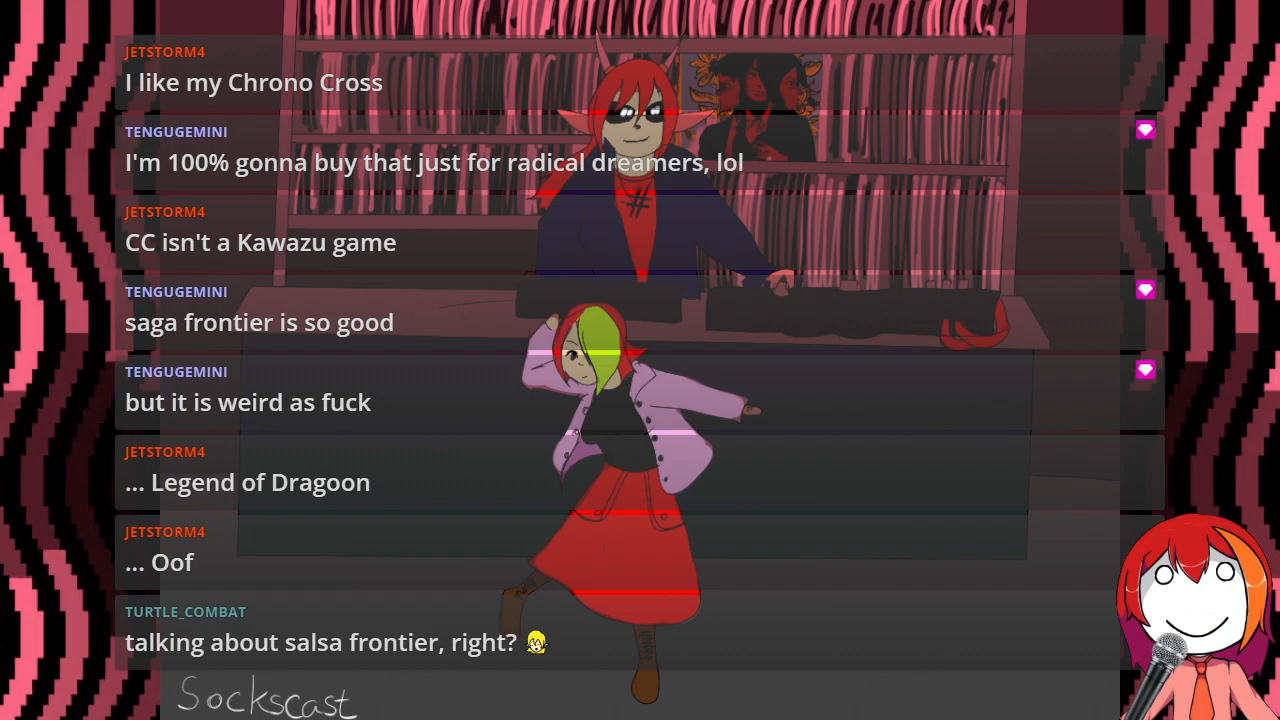 JETSTORM4
I like my Chrono Cross
TENGUGEMINI
I'm 100% gonna buy that just for radical dreamers, lol
JETSTORM4
CC isn't a Kawazu game
TENGUGEMINI
saga frontier is so good
TENGUGEMINI
but it is weird as fuck
JETSTORM4
... Legend of Dragoon
JETSTORM4
... Oof
TURTLE_COMBAT
talking about salsa frontier, right?
Sockscast